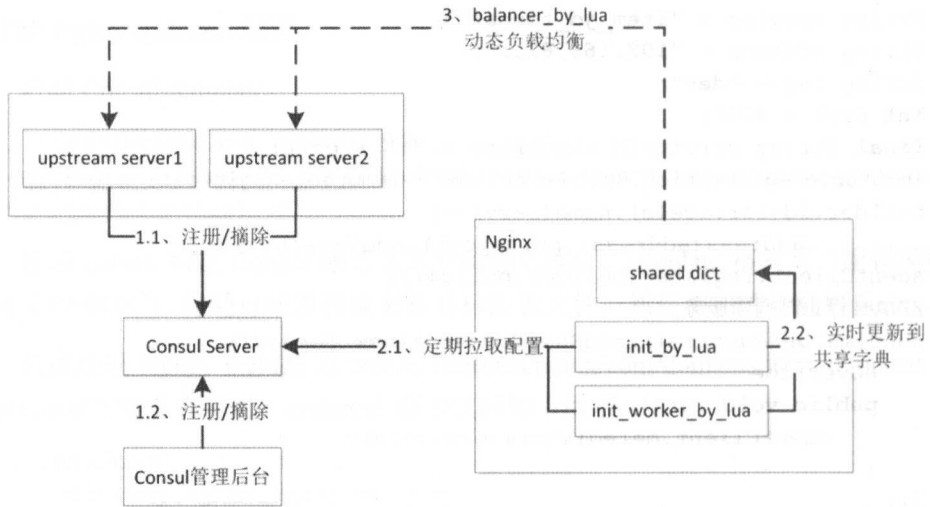 3、balancer_by_lua
动态负载均衡
upstream server1
upstream server2
1.1、注册/摘除
Nginx
shared dict
Consul Server
2.1、定期拉取配置
init_by_lua
2.2、实时更新到
共享字典
init_worker_by_lua
1.2、注册/摘除
Consul管理后台
public